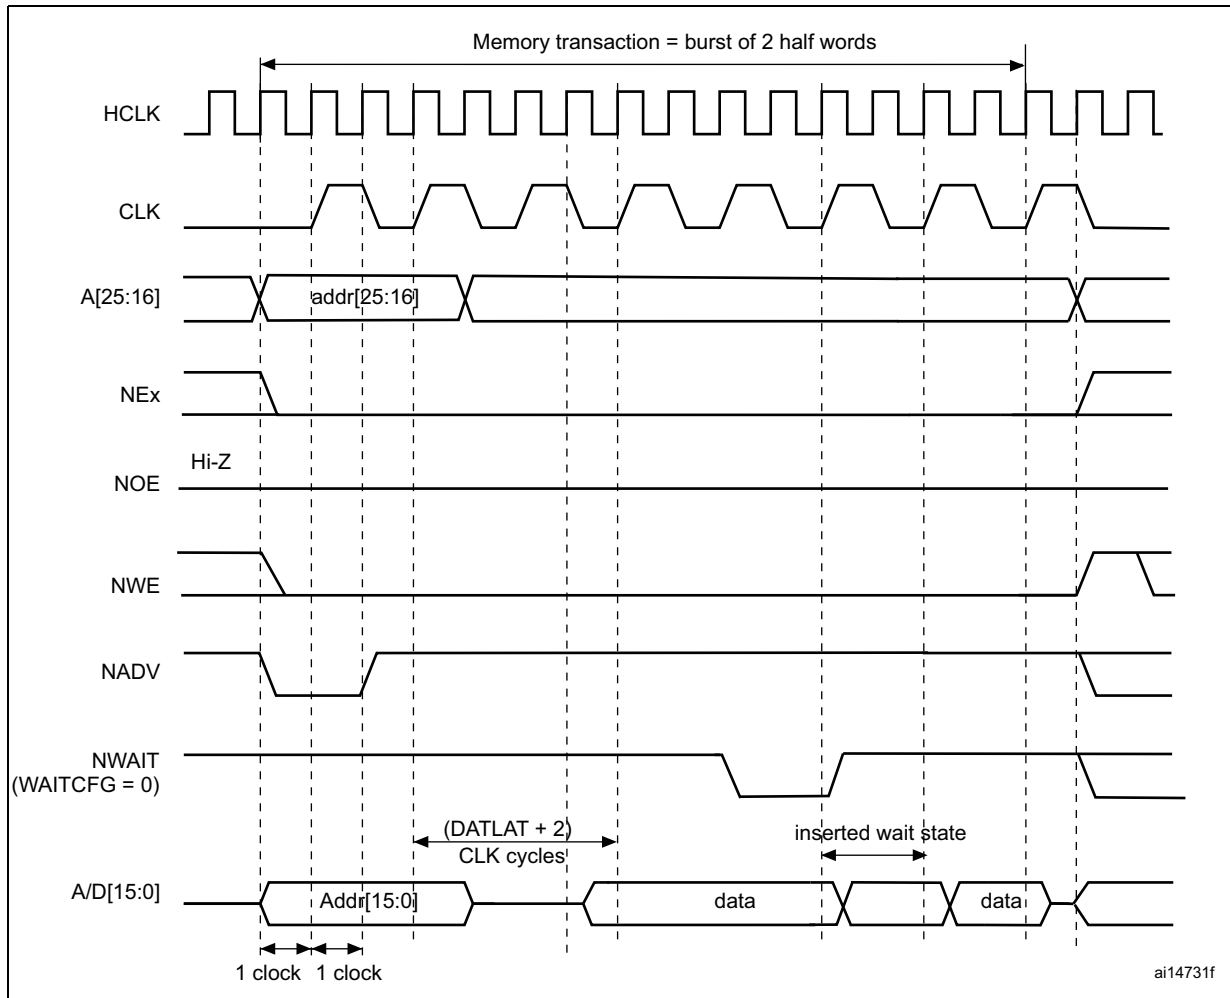 Memory transaction = burst of 2 half words
HCLK
CLK
A[25:16]
addr[25:16]
NEx
Hi-Z
NOE
NWE
NADV
NWAIT
(WAITCFG = 0)
(DATLAT + 2)
CLK cycles
inserted wait state
A/D[15:0]
Addr[15:0]
data
data
1 clock
1 clock
ai14731f